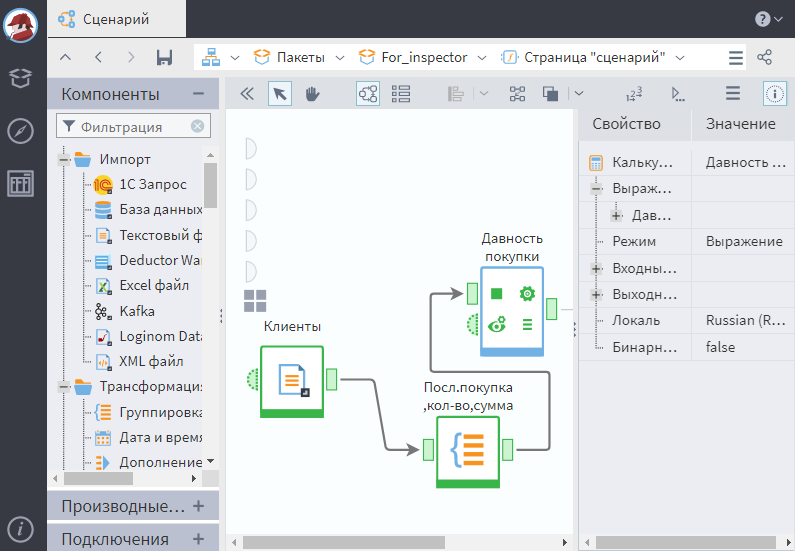 Сценарий
?
Пакеты
For_inspector
Страница "сценарий"
Компоненты
Фильтрация
Импорт
1С Запрос
База данных
Текстовый ф
Deductor War
Excel файл
Kafka
Loginom Data
XML файл
Трансформация
Группировка
Дата и время
Дополнение
Производные...
Подключения
Клиенты
Давность
покупки
Посл.покупка
,кол-во,сумма
Свойство Значение
Кальку... Давность ...
Выраж...
Дав...
Режим Выражение
Входны...
Выходн...
Локаль Russian (R...
Бинарн... false